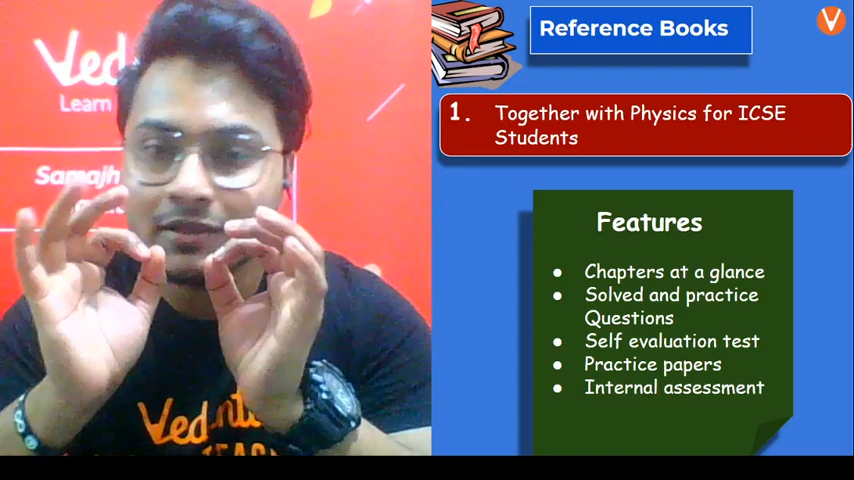 Ved
Learn
Samajh
Reference Books
V
1. Together with Physics for ICSE
Students
Features
● Chapters at a glance
● Solved and practice
Questions
● Self evaluation test
● Practice papers
● Internal assessment